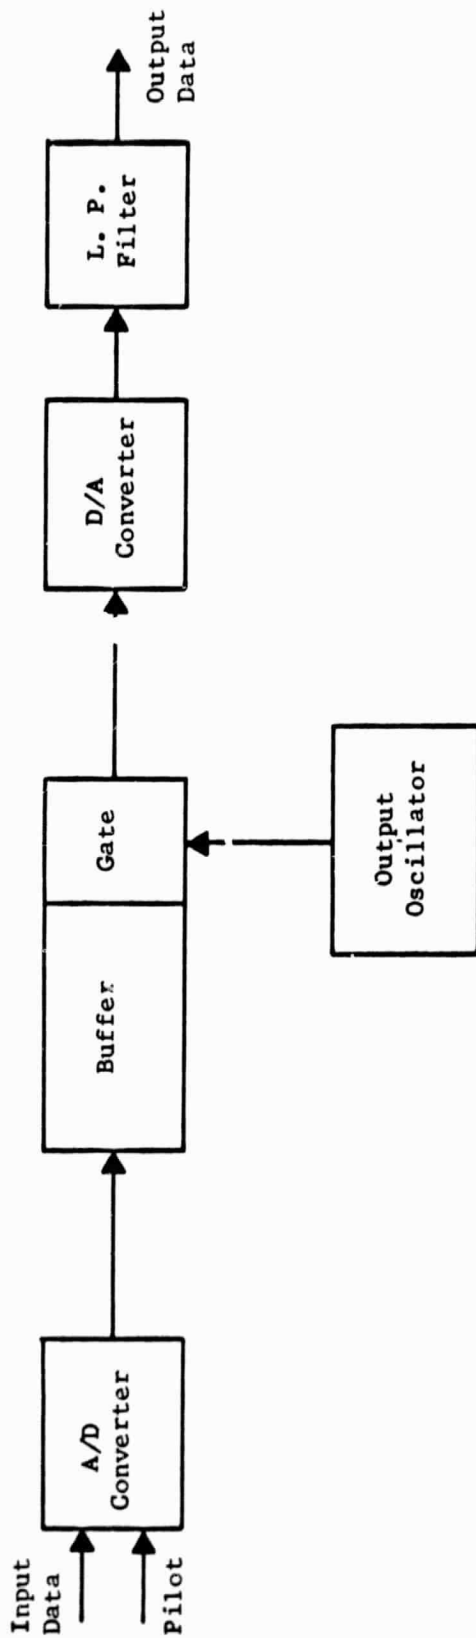 Input
Data
Pilot
A/D
Converter
Buffer
Gate
Output
Oscillator
D/A
Converter
L. P.
Filter
Output
Data